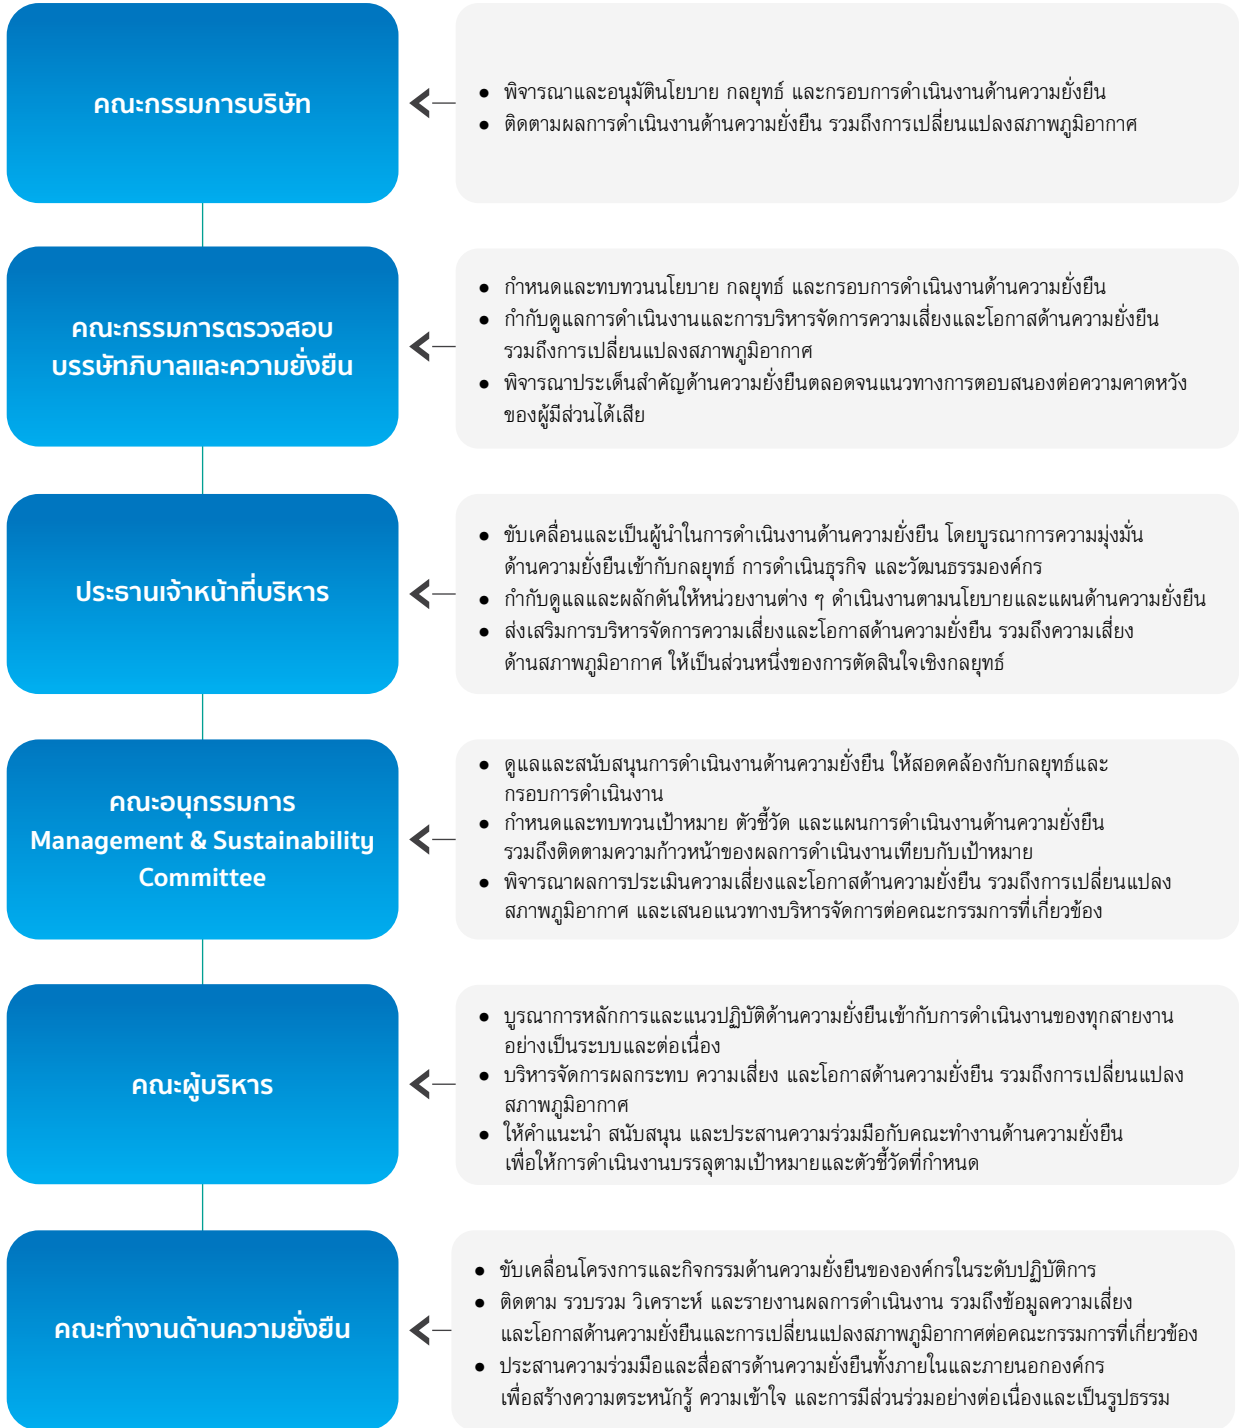 คณะกรรมการบริษัท
● พิจารณาและอนุมัตินโยบาย กลยุทธ์ และกรอบการดำเนินงานด้านความยั่งยืน
● ติดตามผลการดำเนินงานด้านความยั่งยืน รวมถึงการเปลี่ยนแปลงสภาพภูมิอากาศ
คณะกรรมการตรวจสอบ
บรรษัทภิบาลและความยั่งยืน
● กำหนดและทบทวนนโยบาย กลยุทธ์ และกรอบการดำเนินงานด้านความยั่งยืน
● กำกับดูแลการดำเนินงานและการบริหารจัดการความเสี่ยงและโอกาสด้านความยั่งยืน
รวมถึงการเปลี่ยนแปลงสภาพภูมิอากาศ
● พิจารณาประเด็นสำคัญด้านความยั่งยืนตลอดจนแนวทางการตอบสนองต่อความคาดหวัง
ของผู้มีส่วนได้เสีย
ประธานเจ้าหน้าที่บริหาร
● ขับเคลื่อนและเป็นผู้นำในการดำเนินงานด้านความยั่งยืน โดยบูรณาการความมุ่งมั่น
ด้านความยั่งยืนเข้ากับกลยุทธ์ การดำเนินธุรกิจ และวัฒนธรรมองค์กร
● กำกับดูแลและผลักดันให้หน่วยงานต่าง ๆ ดำเนินงานตามนโยบายและแผนด้านความยั่งยืน
● ส่งเสริมการบริหารจัดการความเสี่ยงและโอกาสด้านความยั่งยืน รวมถึงความเสี่ยง
ด้านสภาพภูมิอากาศ ให้เป็นส่วนหนึ่งของการตัดสินใจเชิงกลยุทธ์
คณะอนุกรรมการ
Management & Sustainability
Committee
● ดูแลและสนับสนุนการดำเนินงานด้านความยั่งยืน ให้สอดคล้องกับกลยุทธ์และ
กรอบการดำเนินงาน
● กำหนดและทบทวนเป้าหมาย ตัวชี้วัด และแผนการดำเนินงานด้านความยั่งยืน
รวมถึงติดตามความก้าวหน้าของผลการดำเนินงานเทียบกับเป้าหมาย
● พิจารณาผลการประเมินความเสี่ยงและโอกาสด้านความยั่งยืน รวมถึงการเปลี่ยนแปลง
สภาพภูมิอากาศ และเสนอแนวทางบริหารจัดการต่อคณะกรรมการที่เกี่ยวข้อง
คณะผู้บริหาร
● บูรณาการหลักการและแนวปฏิบัติด้านความยั่งยืนเข้ากับการดำเนินงานของทุกสายงาน
อย่างเป็นระบบและต่อเนื่อง
● บริหารจัดการผลกระทบ ความเสี่ยง และโอกาสด้านความยั่งยืน รวมถึงการเปลี่ยนแปลง
สภาพภูมิอากาศ
● ให้คำแนะนำ สนับสนุน และประสานความร่วมมือกับคณะทำงานด้านความยั่งยืน
เพื่อให้การดำเนินงานบรรลุตามเป้าหมายและตัวชี้วัดที่กำหนด
คณะทำงานด้านความยั่งยืน
● ขับเคลื่อนโครงการและกิจกรรมด้านความยั่งยืนขององค์กรในระดับปฏิบัติการ
● ติดตาม รวบรวม วิเคราะห์ และรายงานผลการดำเนินงาน รวมถึงข้อมูลความเสี่ยง
และโอกาสด้านความยั่งยืนและการเปลี่ยนแปลงสภาพภูมิอากาศต่อคณะกรรมการที่เกี่ยวข้อง
● ประสานความร่วมมือและสื่อสารด้านความยั่งยืนทั้งภายในและภายนอกองค์กร
เพื่อสร้างความตระหนักรู้ ความเข้าใจ และการมีส่วนร่วมอย่างต่อเนื่องและเป็นรูปธรรม